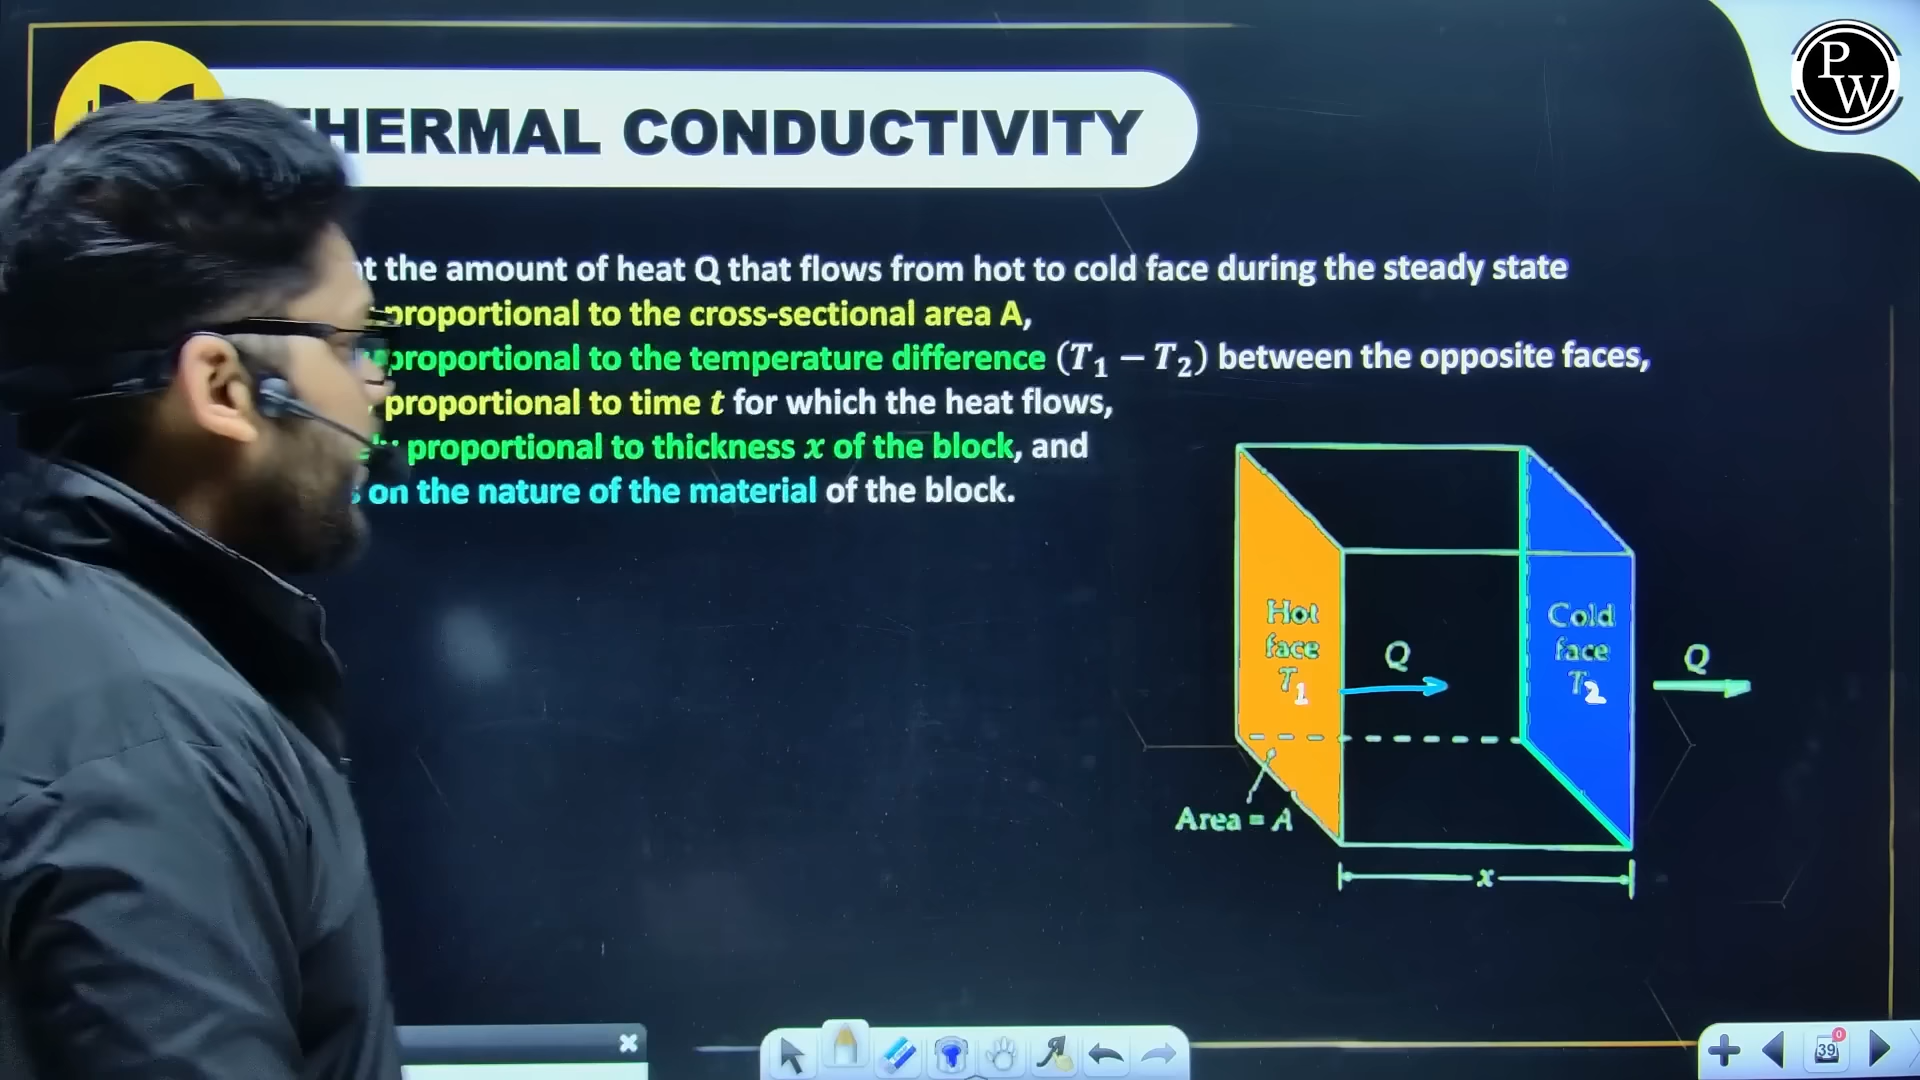 THERMAL CONDUCTIVITY
P
W
the amount of heat Q that flows from hot to cold face during the steady state
proportional to the cross-sectional area A,
proportional to the temperature difference (T₁ − T₂) between the opposite faces,
proportional to time t for which the heat flows,
proportional to thickness x of the block, and
on the nature of the material of the block.
Hot
face
T₁
Q
Cold
face
T₂
Q
Area = A
x
39
0